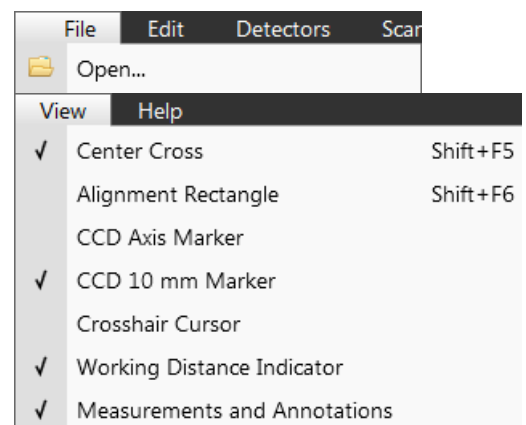 File Edit Detectors Scan
Open...
View Help
✓ Center Cross Shift+F5
Alignment Rectangle Shift+F6
CCD Axis Marker
✓ CCD 10 mm Marker
Crosshair Cursor
✓ Working Distance Indicator
✓ Measurements and Annotations